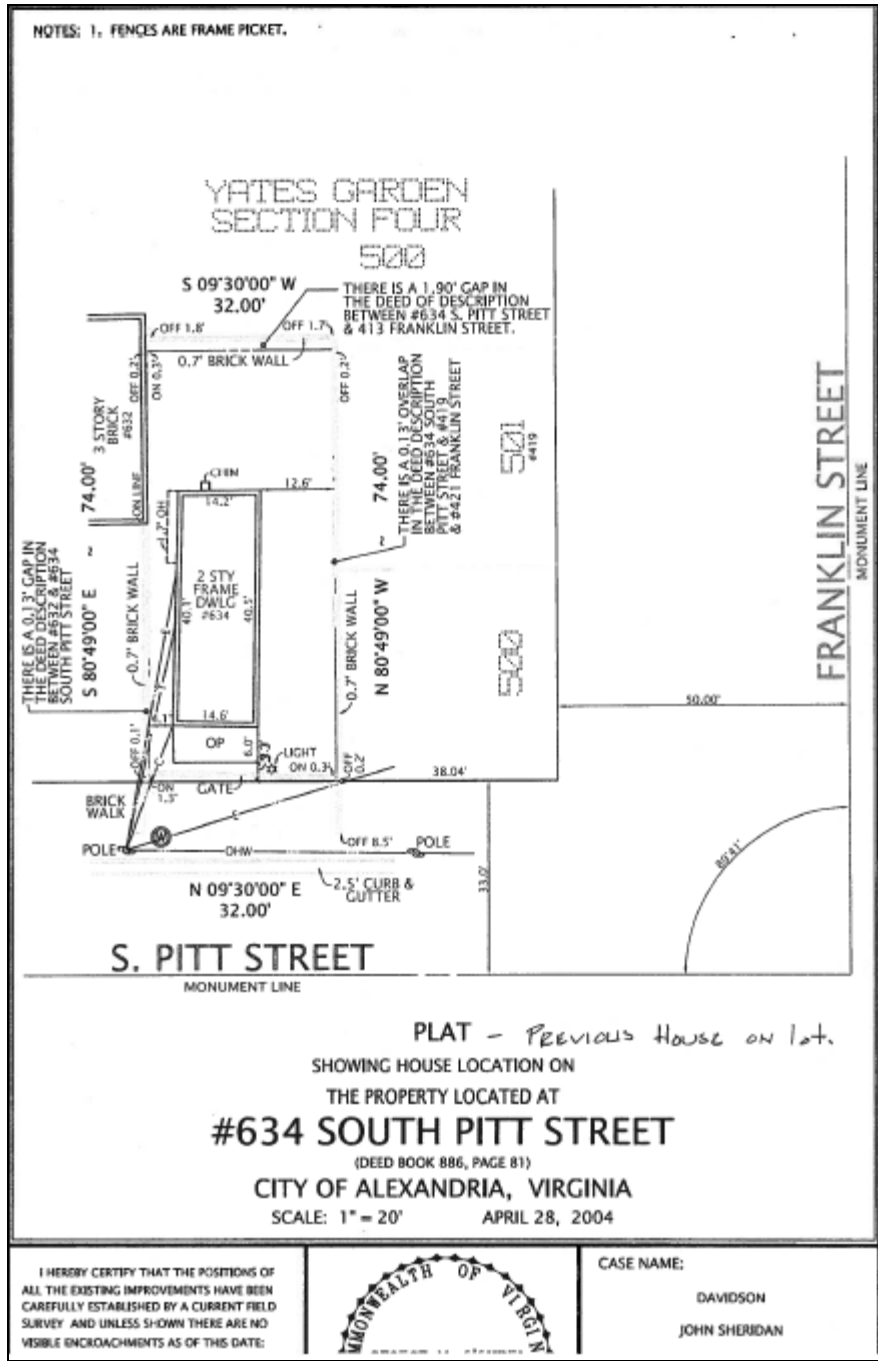 NOTES: 1. FENCES ARE FRAME PICKET.
YATES GARDEN
SECTION FOUR
500
S 09°30'00" W
32.00'
THERE IS A 1.90' GAP IN
THE DEED OF DESCRIPTION
BETWEEN #634 S. PITT STREET
& 413 FRANKLIN STREET.
OFF 1.8'
OFF 1.7'
0.7' BRICK WALL
OFF 0.2'
ON 0.3'
OFF 0.2'
3 STORY
BRICK
#632
ON LINE
74.00'
S 80°49'00" E ~
THERE IS A 0.13' GAP IN
THE DEED DESCRIPTION
BETWEEN #632 & #634
SOUTH PITT STREET
0.7' BRICK WALL
CHIM
12.6'
14.2'
1.7' OH
2 STY
FRAME
DWLG
#634
40.1'
40.5'
14.6'
OP
6.0'
LIGHT
ON 0.3'
OFF
0.2'
OFF 0.1'
ON
1.3'
GATE
THERE IS A 0.13' OVERLAP
IN THE DEED DESCRIPTION
BETWEEN #634 SOUTH
PITT STREET & #419
& #421 FRANKLIN STREET
74.00'
N 80°49'00" W ~
0.7' BRICK WALL
501
#419
500
FRANKLIN STREET
MONUMENT LINE
50.00'
38.04'
33.0'
89°41'
BRICK
WALK
W
POLE
OHW
OFF 8.5'
POLE
2.5' CURB &
GUTTER
N 09°30'00" E
32.00'
S. PITT STREET
MONUMENT LINE
PLAT - PREVIOUS HOUSE ON lot.
SHOWING HOUSE LOCATION ON
THE PROPERTY LOCATED AT
#634 SOUTH PITT STREET
(DEED BOOK 886, PAGE 81)
CITY OF ALEXANDRIA, VIRGINIA
SCALE: 1" = 20' APRIL 28, 2004
I HEREBY CERTIFY THAT THE POSITIONS OF
ALL THE EXISTING IMPROVEMENTS HAVE BEEN
CAREFULLY ESTABLISHED BY A CURRENT FIELD
SURVEY AND UNLESS SHOWN THERE ARE NO
VISIBLE ENCROACHMENTS AS OF THIS DATE:
MMONWEALTH OF VIRGIN
CASE NAME:
DAVIDSON
JOHN SHERIDAN